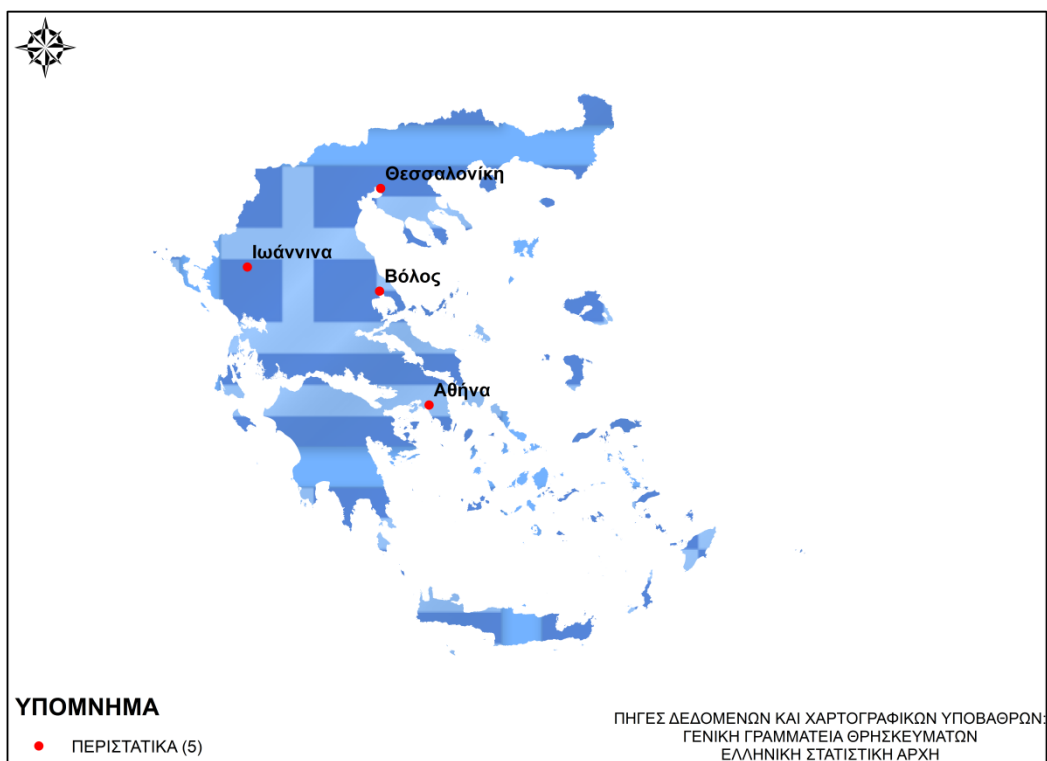 Θεσσαλονίκη
Ιωάννινα
Βόλος
Αθήνα
ΥΠΟΜΝΗΜΑ
ΠΕΡΙΣΤΑΤΙΚΑ (5)
ΠΗΓΕΣ ΔΕΔΟΜΕΝΩΝ ΚΑΙ ΧΑΡΤΟΓΡΑΦΙΚΩΝ ΥΠΟΒΑΘΡΩΝ:
ΓΕΝΙΚΗ ΓΡΑΜΜΑΤΕΙΑ ΘΡΗΣΚΕΥΜΑΤΩΝ
ΕΛΛΗΝΙΚΗ ΣΤΑΤΙΣΤΙΚΗ ΑΡΧΗ